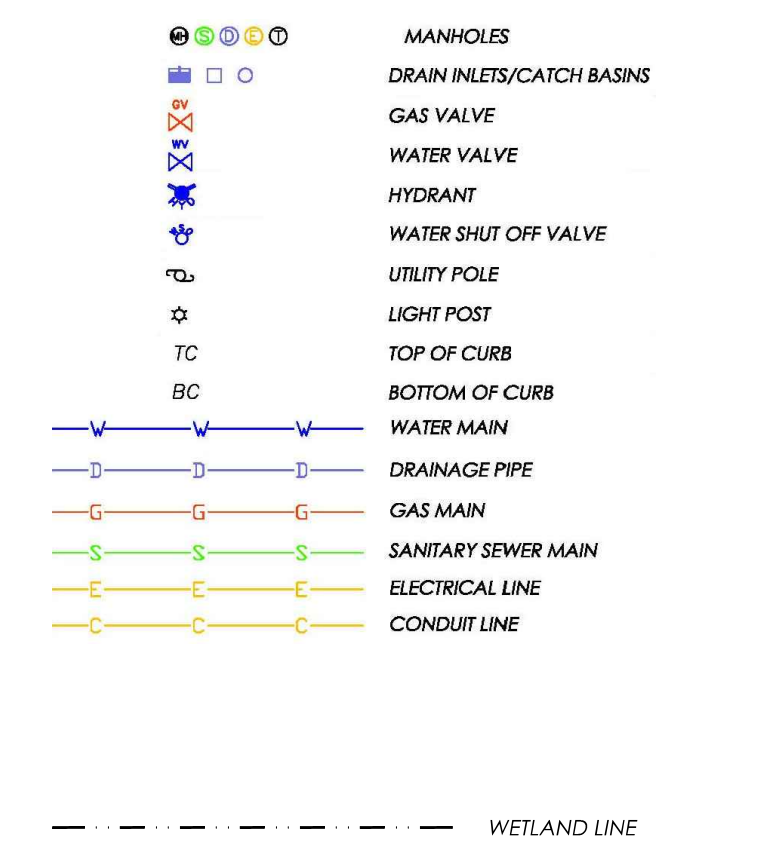 MH S D E T MANHOLES
DRAIN INLETS/CATCH BASINS
GV
GAS VALVE
WV
WATER VALVE
HYDRANT
S
WATER SHUT OFF VALVE
UTILITY POLE
LIGHT POST
TC TOP OF CURB
BC BOTTOM OF CURB
W W W WATER MAIN
D D D DRAINAGE PIPE
G G G GAS MAIN
S S S SANITARY SEWER MAIN
E E E ELECTRICAL LINE
C C C CONDUIT LINE
WETLAND LINE